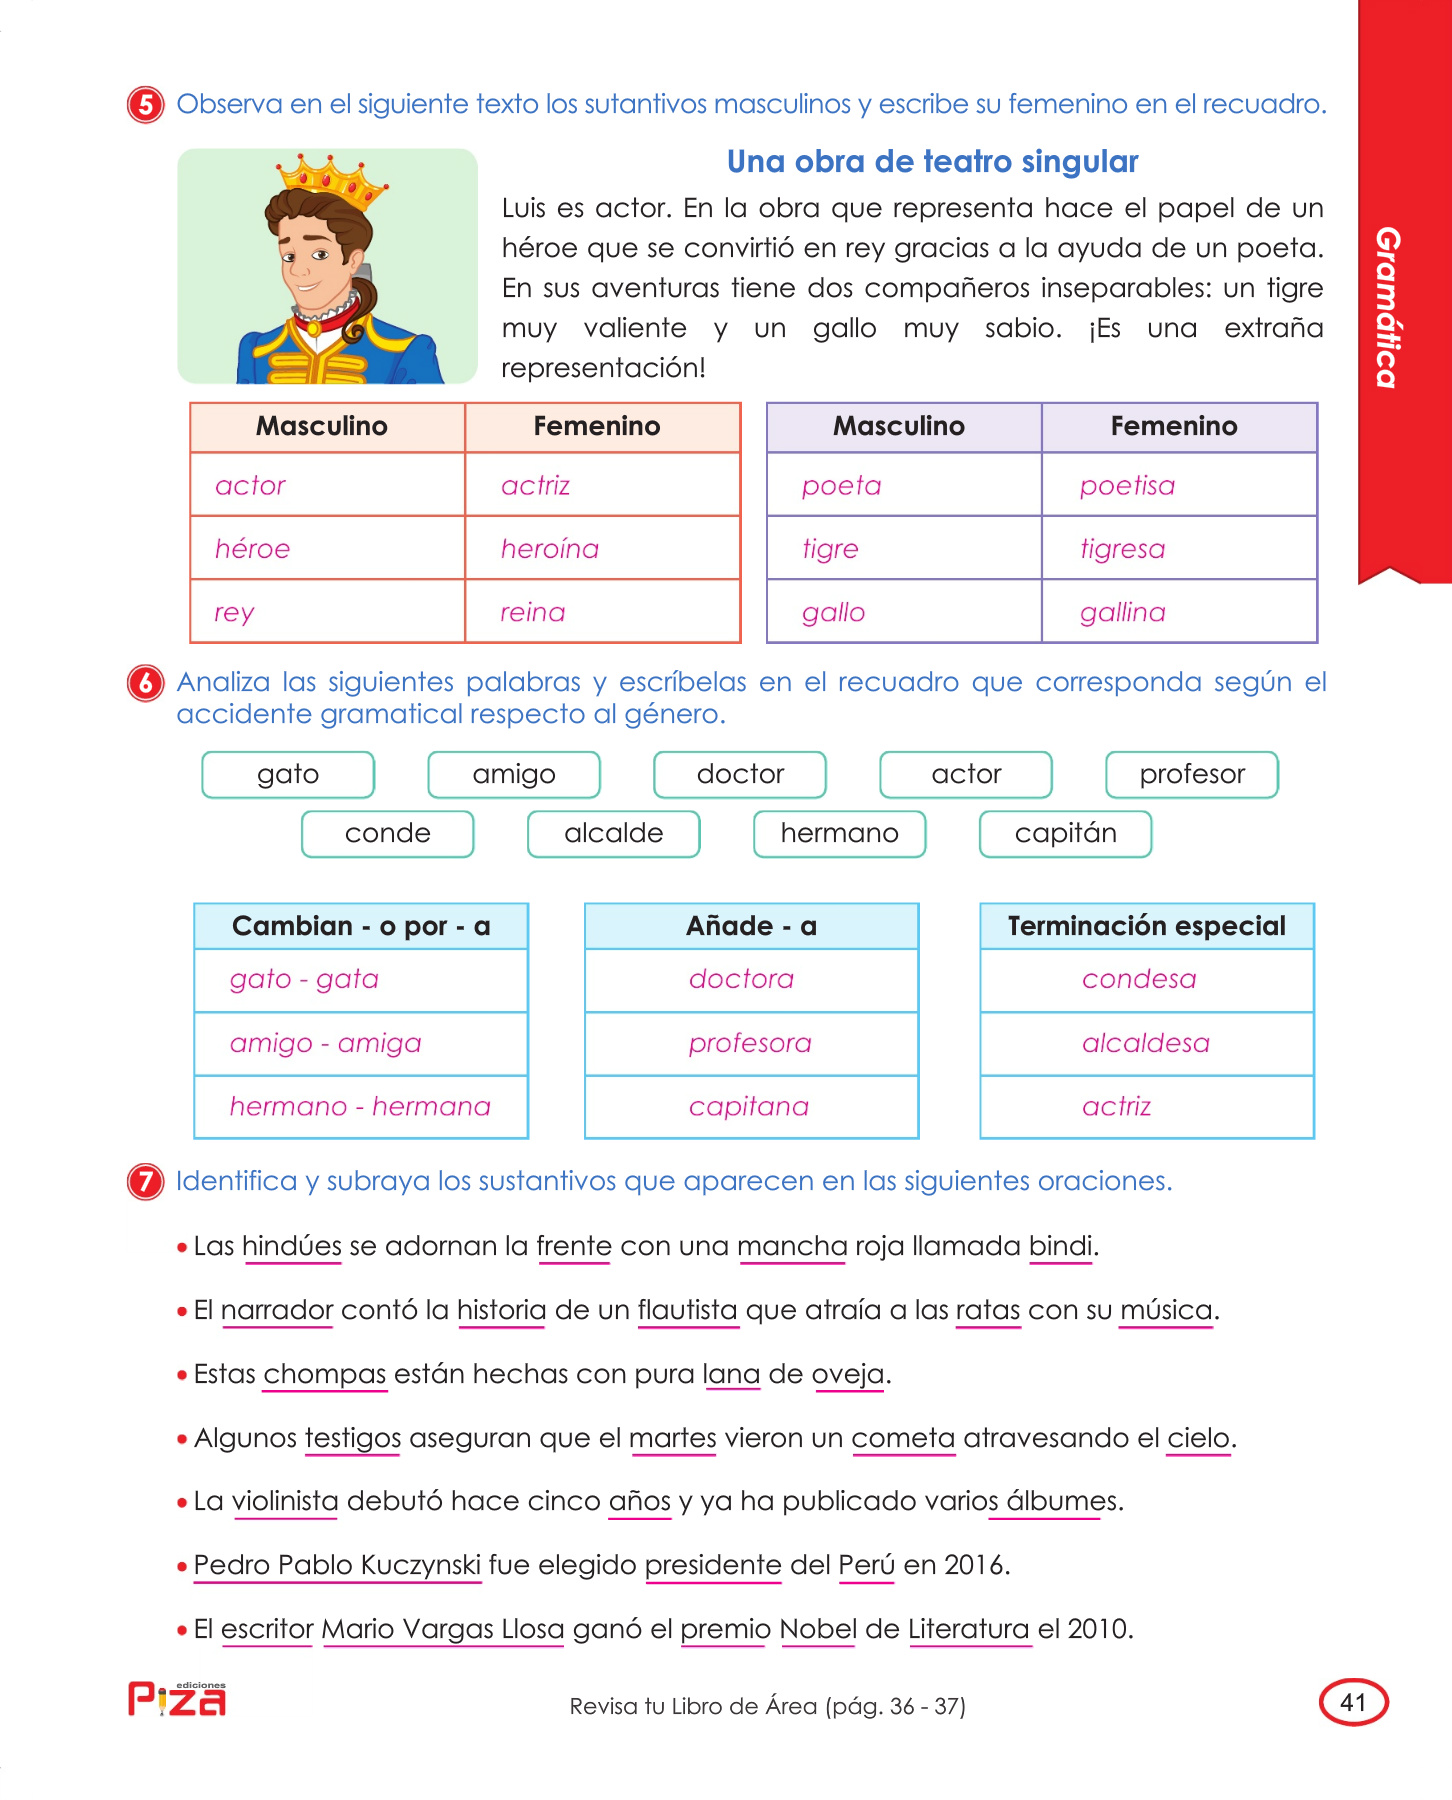 5 Observa en el siguiente texto los sutantivos masculinos y escribe su femenino en el recuadro.
Una obra de teatro singular
Luis es actor. En la obra que representa hace el papel de un
héroe que se convirtió en rey gracias a la ayuda de un poeta.
En sus aventuras tiene dos compañeros inseparables: un tigre
muy valiente y un gallo muy sabio. ¡Es una extraña
representación!
Gramática
Masculino Femenino
actor actriz
héroe heroína
rey reina
Masculino Femenino
poeta poetisa
tigre tigresa
gallo gallina
6 Analiza las siguientes palabras y escríbelas en el recuadro que corresponda según el
accidente gramatical respecto al género.
gato amigo doctor actor profesor
conde alcalde hermano capitán
Cambian - o por - a
gato - gata
amigo - amiga
hermano - hermana
Añade - a
doctora
profesora
capitana
Terminación especial
condesa
alcaldesa
actriz
7 Identifica y subraya los sustantivos que aparecen en las siguientes oraciones.
• Las hindúes se adornan la frente con una mancha roja llamada bindi.
• El narrador contó la historia de un flautista que atraía a las ratas con su música.
• Estas chompas están hechas con pura lana de oveja.
• Algunos testigos aseguran que el martes vieron un cometa atravesando el cielo.
• La violinista debutó hace cinco años y ya ha publicado varios álbumes.
• Pedro Pablo Kuczynski fue elegido presidente del Perú en 2016.
• El escritor Mario Vargas Llosa ganó el premio Nobel de Literatura el 2010.
ediciones
Piza
Revisa tu Libro de Área (pág. 36 - 37)
41